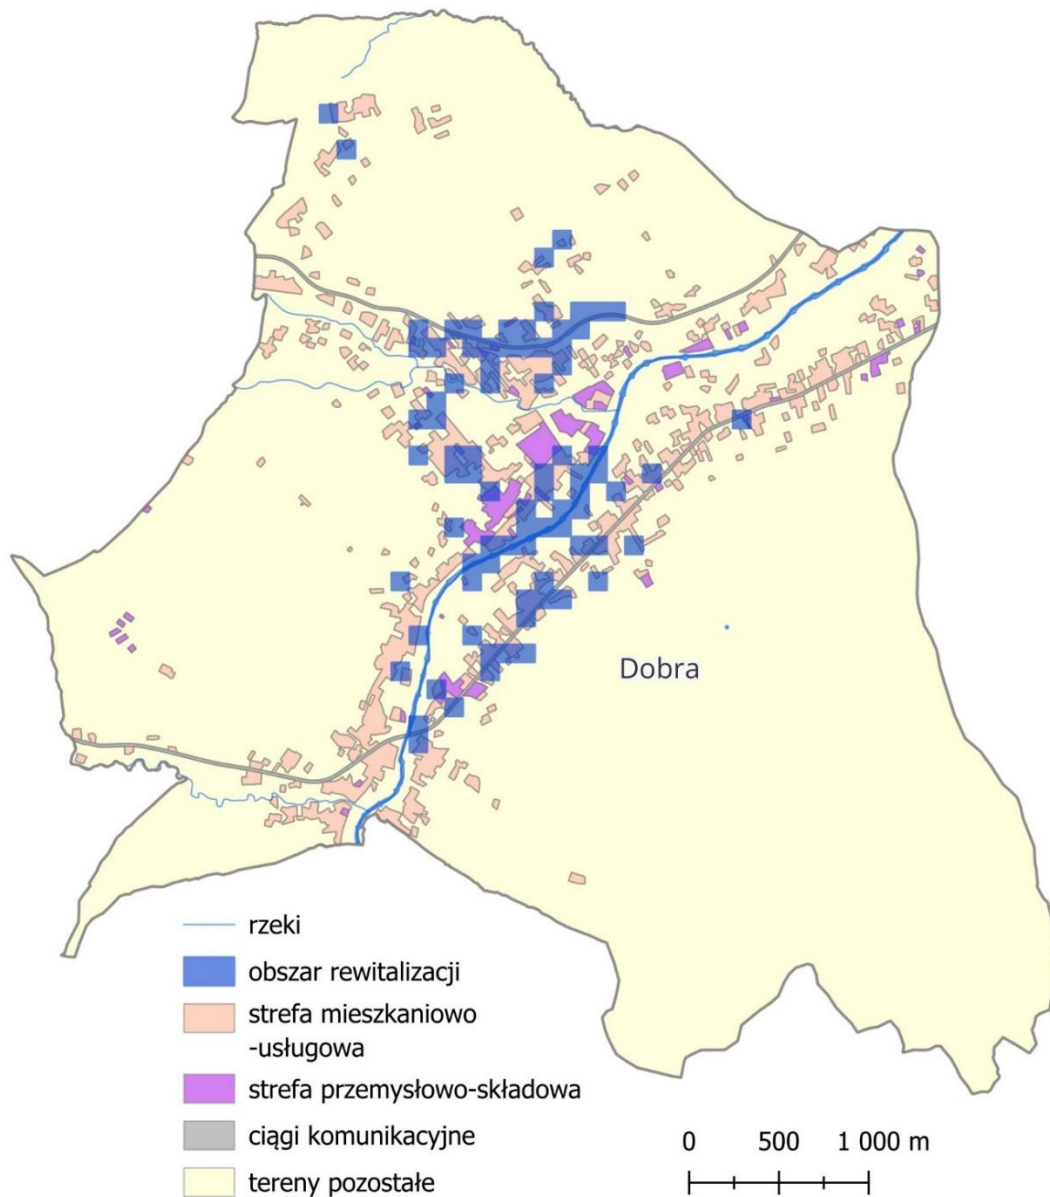 Dobra
rzeki
obszar rewitalizacji
strefa mieszkaniowo
-usługowa
strefa przemysłowo-składowa
ciągi komunikacyjne
tereny pozostałe
0 500 1 000 m